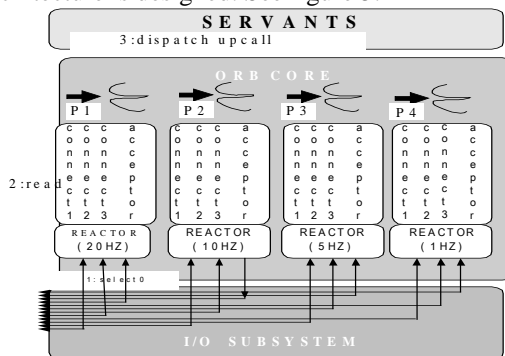 SERVANTS
3:dispatch upcall
ORB CORE
P1 P2 P3 P4
connect1 connect2 connect3 acceptor
connect1 connect2 connect3 acceptor
connect1 connect2 connect3 acceptor
connect1 connect2 connect3 acceptor
2:read
REACTOR REACTOR REACTOR REACTOR
(20HZ) (10HZ) (5HZ) (1HZ)
1:select0
I/O SUBSYSTEM